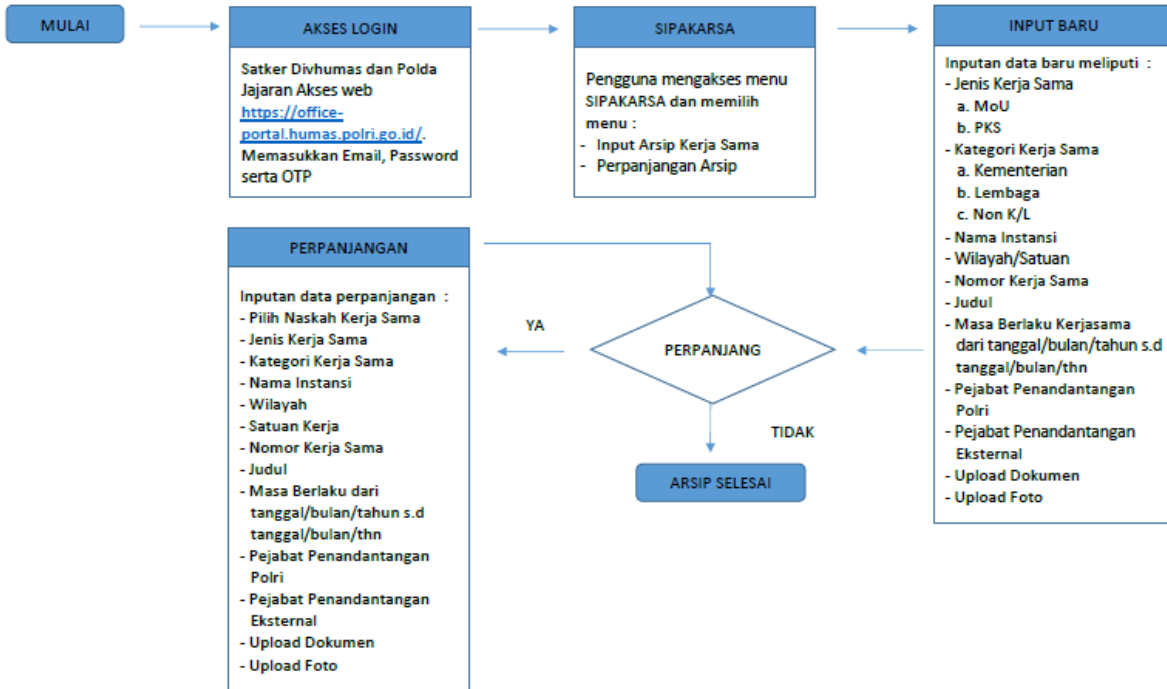 MULAI
AKSES LOGIN
Satker Divhumas dan Polda
Jajaran Akses web
https://office-
portal.humas.polri.go.id/.
Memasukkan Email, Password
serta OTP
SIPAKARSA
Pengguna mengakses menu
SIPAKARSA dan memilih
menu :
- Input Arsip Kerja Sama
- Perpanjangan Arsip
INPUT BARU
Inputan data baru meliputi :
- Jenis Kerja Sama
a. MoU
b. PKS
- Kategori Kerja Sama
a. Kementerian
b. Lembaga
c. Non K/L
- Nama Instansi
- Wilayah/Satuan
- Nomor Kerja Sama
- Judul
- Masa Berlaku Kerjasama
dari tanggal/bulan/tahun s.d
tanggal/bulan/thn
- Pejabat Penandantangan
Polri
- Pejabat Penandantangan
Eksternal
- Upload Dokumen
- Upload Foto
PERPANJANG
YA
TIDAK
ARSIP SELESAI
PERPANJANGAN
Inputan data perpanjangan :
- Pilih Naskah Kerja Sama
- Jenis Kerja Sama
- Kategori Kerja Sama
- Nama Instansi
- Wilayah
- Satuan Kerja
- Nomor Kerja Sama
- Judul
- Masa Berlaku dari
tanggal/bulan/tahun s.d
tanggal/bulan/thn
- Pejabat Penandantangan
Polri
- Pejabat Penandantangan
Eksternal
- Upload Dokumen
- Upload Foto